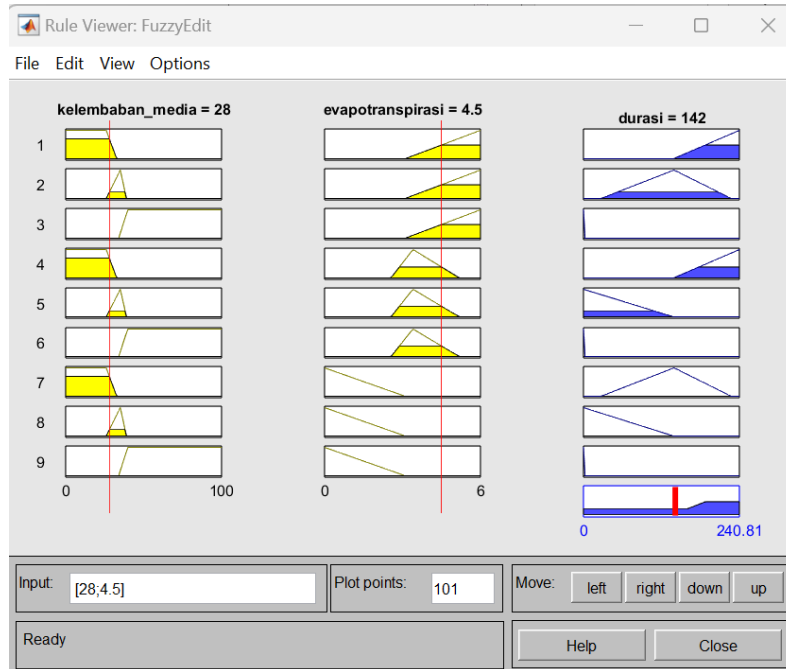 Rule Viewer: FuzzyEdit
File Edit View Options
kelembaban_media = 28
evapotranspirasi = 4.5
durasi = 142
1
2
3
4
5
6
7
8
9
0 100
0 6
0 240.81
Input: [28;4.5]
Plot points: 101
Move: left right down up
Ready
Help Close